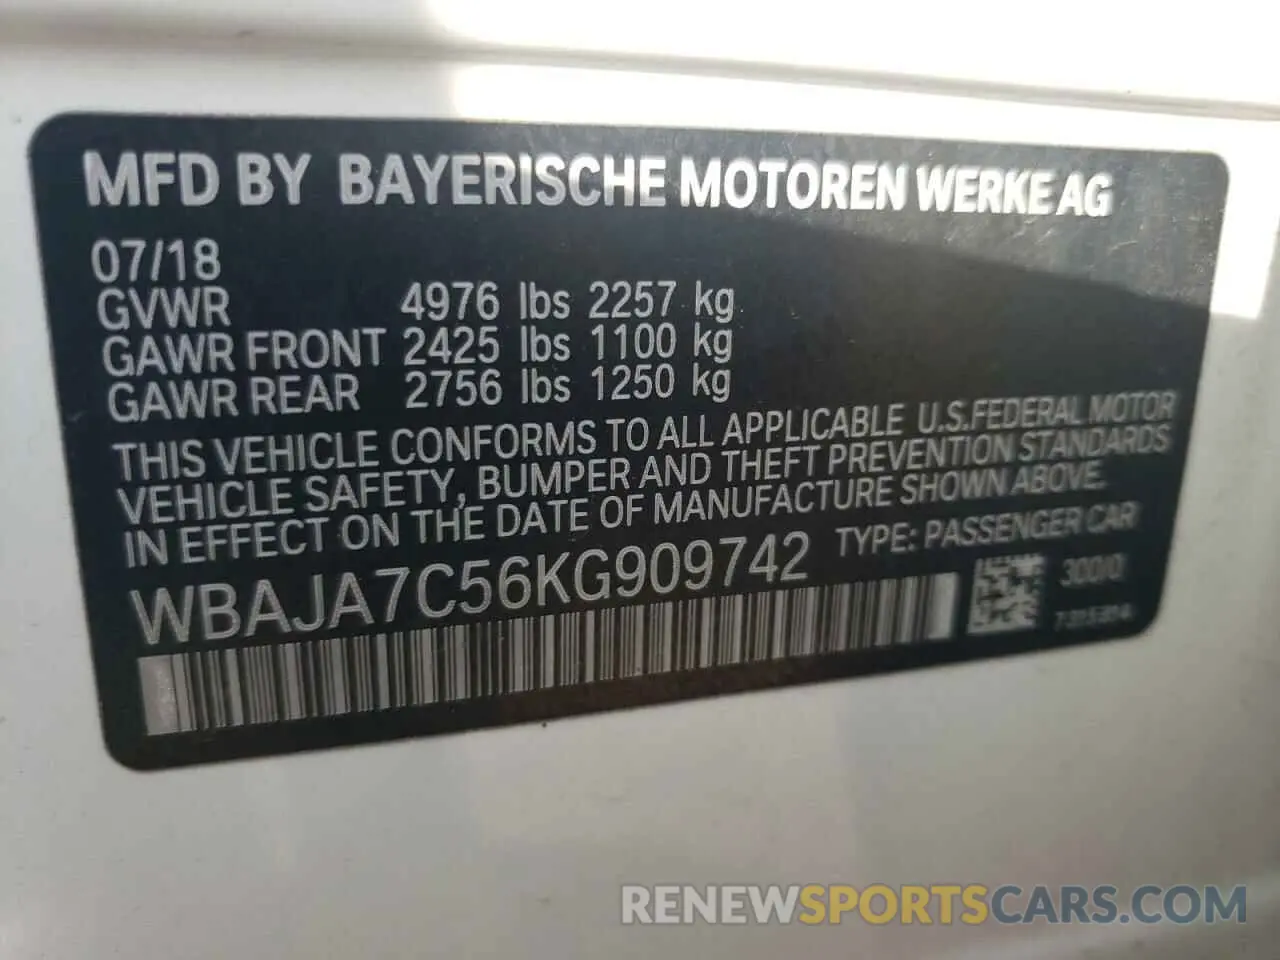 MFD BY BAYERISCHE MOTOREN WERKE AG
07/18
GVWR 4976 lbs 2257 kg
GAWR FRONT 2425 lbs 1100 kg
GAWR REAR 2756 lbs 1250 kg
THIS VEHICLE CONFORMS TO ALL APPLICABLE U.S.FEDERAL MOTOR
VEHICLE SAFETY, BUMPER AND THEFT PREVENTION STANDARDS
IN EFFECT ON THE DATE OF MANUFACTURE SHOWN ABOVE.
WBAJA7C56KG909742 TYPE: PASSENGER CAR
RENEWSPORTSCARS.COM